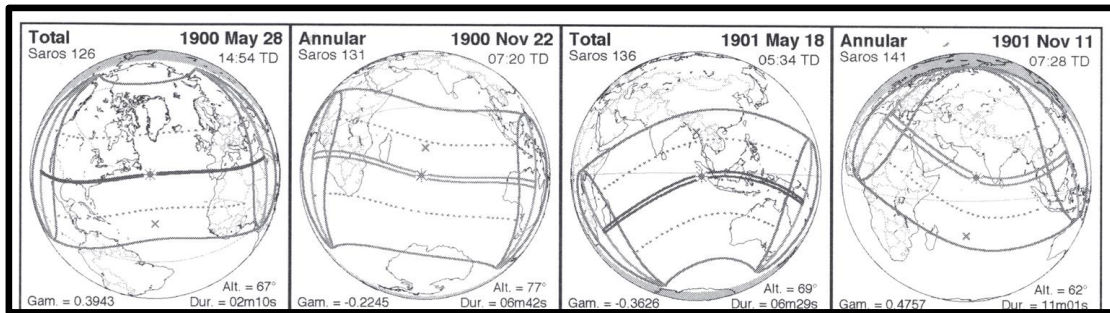 Total 1900 May 28
Saros 126 14:54 TD
Alt. = 67°
Gam. = 0.3943 Dur. = 02m10s
Annular 1900 Nov 22
Saros 131 07:20 TD
Alt. = 77°
Gam. = -0.2245 Dur. = 06m42s
Total 1901 May 18
Saros 136 05:34 TD
Alt. = 69°
Gam. = -0.3626 Dur. = 06m29s
Annular 1901 Nov 11
Saros 141 07:28 TD
Alt. = 62°
Gam. = 0.4757 Dur. = 11m01s